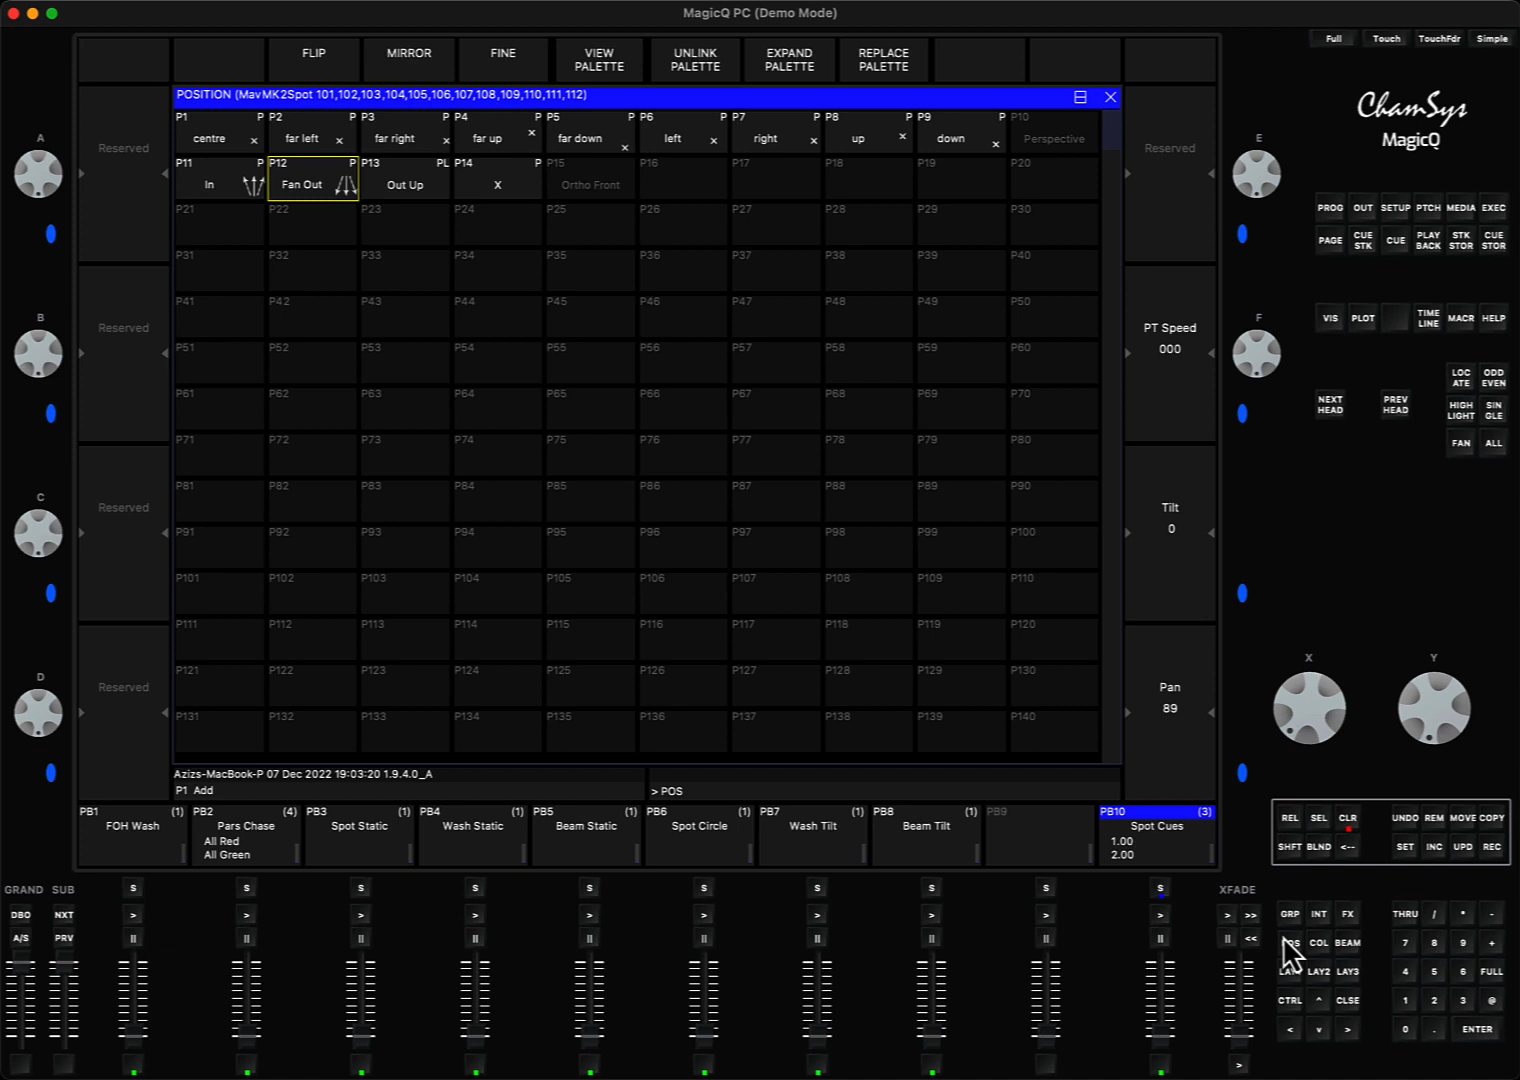 MagicQ PC (Demo Mode)
Full Touch TouchFdr Simple
FLIP MIRROR FINE VIEW PALETTE UNLINK PALETTE EXPAND PALETTE REPLACE PALETTE
ChamSys
MagicQ
POSITION (MavMK2Spot 101,102,103,104,105,106,107,108,109,110,111,112)
P1 P P2 P P3 P P4 P P5 P P6 P P7 P P8 P P9 P P10
centre far left far right far up far down left right up down Perspective
P11 P P12 P P13 PL P14 P P15 P16 P17 P18 P19 P20
In Fan Out Out Up X Ortho Front
P21 P22 P23 P24 P25 P26 P27 P28 P29 P30
P31 P32 P33 P34 P35 P36 P37 P38 P39 P40
P41 P42 P43 P44 P45 P46 P47 P48 P49 P50
P51 P52 P53 P54 P55 P56 P57 P58 P59 P60
P61 P62 P63 P64 P65 P66 P67 P68 P69 P70
P71 P72 P73 P74 P75 P76 P77 P78 P79 P80
P81 P82 P83 P84 P85 P86 P87 P88 P89 P90
P91 P92 P93 P94 P95 P96 P97 P98 P99 P100
P101 P102 P103 P104 P105 P106 P107 P108 P109 P110
P111 P112 P113 P114 P115 P116 P117 P118 P119 P120
P121 P122 P123 P124 P125 P126 P127 P128 P129 P130
P131 P132 P133 P134 P135 P136 P137 P138 P139 P140
A
Reserved
B
Reserved
C
Reserved
D
Reserved
E
Reserved
F
PT Speed
000
Tilt
0
Pan
89
PROG OUT SETUP PTCH MEDIA EXEC
PAGE CUE STK CUE PLAY BACK STK STOR CUE STOR
VIS PLOT TIME LINE MACR HELP
LOC ATE ODD EVEN
NEXT HEAD PREV HEAD HIGH LIGHT SIN GLE
FAN ALL
X Y
Azizs-MacBook-P 07 Dec 2022 19:03:20 1.9.4.0_A
P1 Add > POS
PB1 (1) PB2 (4) PB3 (1) PB4 (1) PB5 (1) PB6 (1) PB7 (1) PB8 (1) PB9 PB10 (3)
FOH Wash Pars Chase Spot Static Wash Static Beam Static Spot Circle Wash Tilt Beam Tilt Spot Cues
All Red 1.00
All Green 2.00
REL SEL CLR UNDO REM MOVE COPY
SHFT BLND <-- SET INC UPD REC
GRAND SUB S S S S S S S S S S XFADE
DBO NXT > > > > > > > > > > > >>
A/S PRV II II II II II II II II II II II <<
GRP INT FX THRU / * -
COL BEAM 7 8 9 +
LAY2 LAY3 4 5 6 FULL
CTRL ^ CLSE 1 2 3 @
< v > 0 . ENTER
>